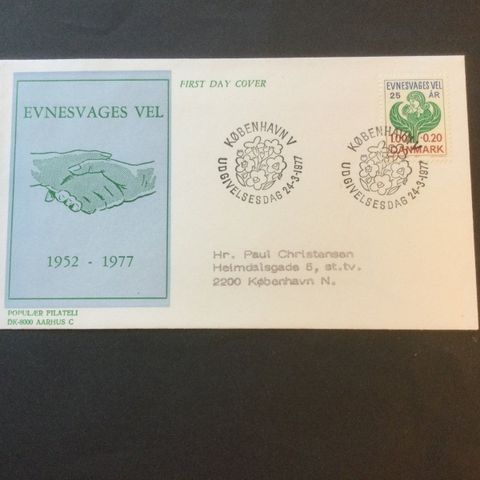 FIRST DAY COVER
EVNESVAGES VEL
1952 - 1977
POPULÆR FILATELI
DK-8000 AARHUS C
KØBENHAVN V
UDGIVELSESDAG 24-3-1977
EVNESVAGES VEL
25 ÅR
100+0.20
DANMARK
KØBENHAVN V
UDGIVELSESDAG 24-3-1977
Hr. Paul Christensen
Heimdalsgade 5, st.tv.
2200 København N.